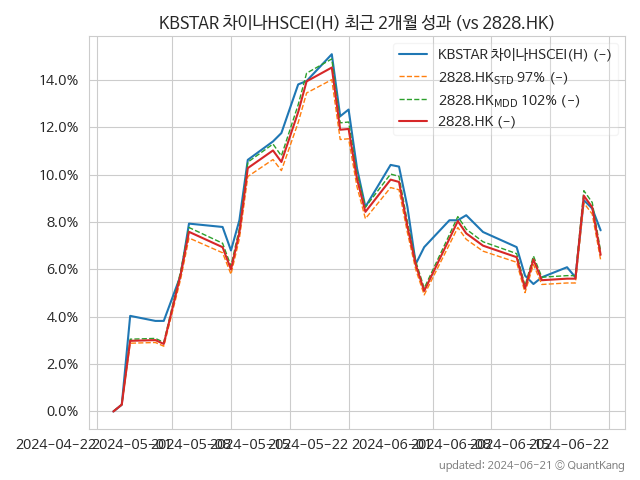 KBSTAR 차이나HSCEI(H) 최근 2개월 성과 (vs 2828.HK)
KBSTAR 차이나HSCEI(H) (-)
2828.HK_STD 97% (-)
2828.HK_MDD 102% (-)
2828.HK (-)
14.0%
12.0%
10.0%
8.0%
6.0%
4.0%
2.0%
0.0%
2024-04-22 2024-05-01 2024-05-08 2024-05-15 2024-05-22 2024-06-01 2024-06-08 2024-06-15 2024-06-22
updated: 2024-06-21 © QuantKang